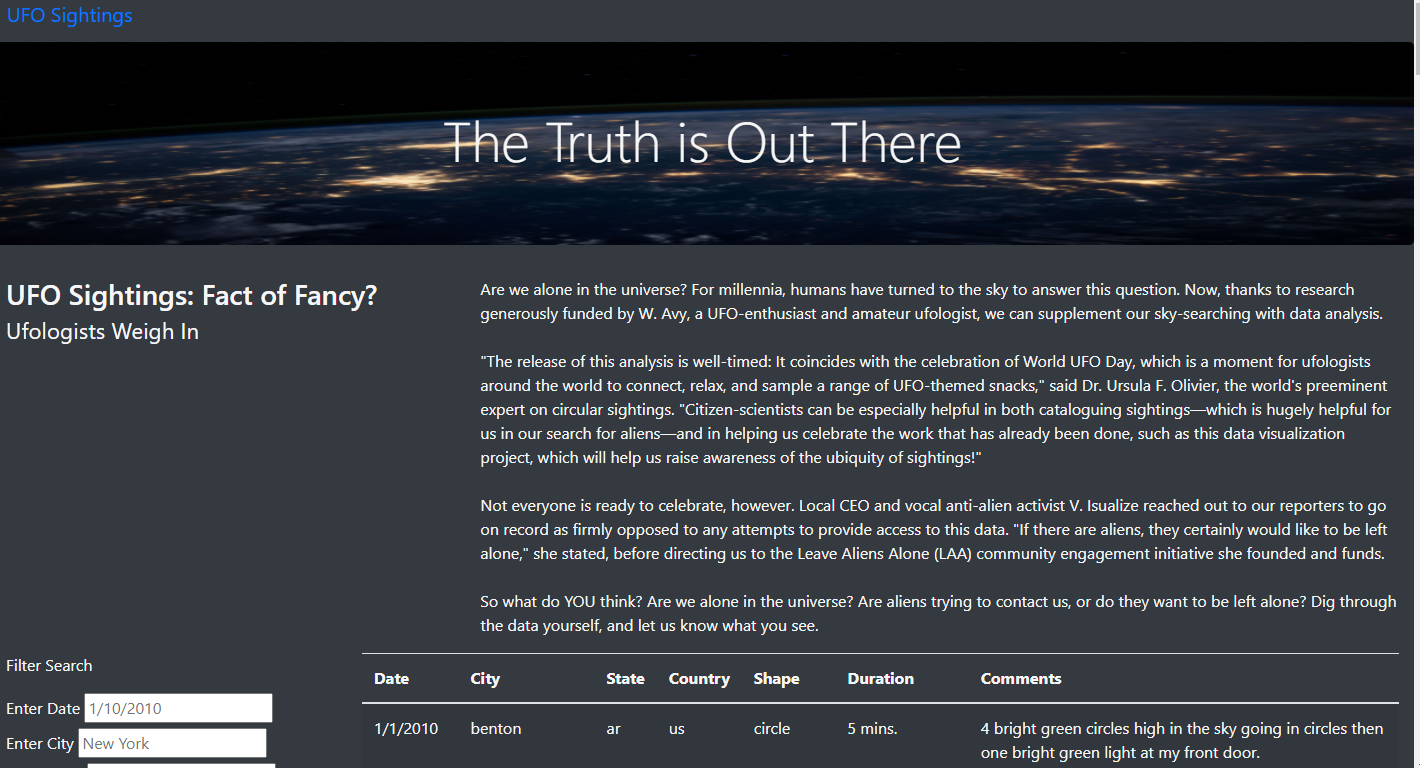 UFO Sightings
The Truth is Out There
UFO Sightings: Fact of Fancy?
Ufologists Weigh In
Are we alone in the universe? For millennia, humans have turned to the sky to answer this question. Now, thanks to research
generously funded by W. Avy, a UFO-enthusiast and amateur ufologist, we can supplement our sky-searching with data analysis.
"The release of this analysis is well-timed: It coincides with the celebration of World UFO Day, which is a moment for ufologists
around the world to connect, relax, and sample a range of UFO-themed snacks," said Dr. Ursula F. Olivier, the world's preeminent
expert on circular sightings. "Citizen-scientists can be especially helpful in both cataloguing sightings—which is hugely helpful for
us in our search for aliens—and in helping us celebrate the work that has already been done, such as this data visualization
project, which will help us raise awareness of the ubiquity of sightings!"
Not everyone is ready to celebrate, however. Local CEO and vocal anti-alien activist V. Isualize reached out to our reporters to go
on record as firmly opposed to any attempts to provide access to this data. "If there are aliens, they certainly would like to be left
alone," she stated, before directing us to the Leave Aliens Alone (LAA) community engagement initiative she founded and funds.
So what do YOU think? Are we alone in the universe? Are aliens trying to contact us, or do they want to be left alone? Dig through
the data yourself, and let us know what you see.
Filter Search
Enter Date 1/10/2010
Enter City New York
Date City State Country Shape Duration Comments
1/1/2010 benton ar us circle 5 mins. 4 bright green circles high in the sky going in circles then
one bright green light at my front door.